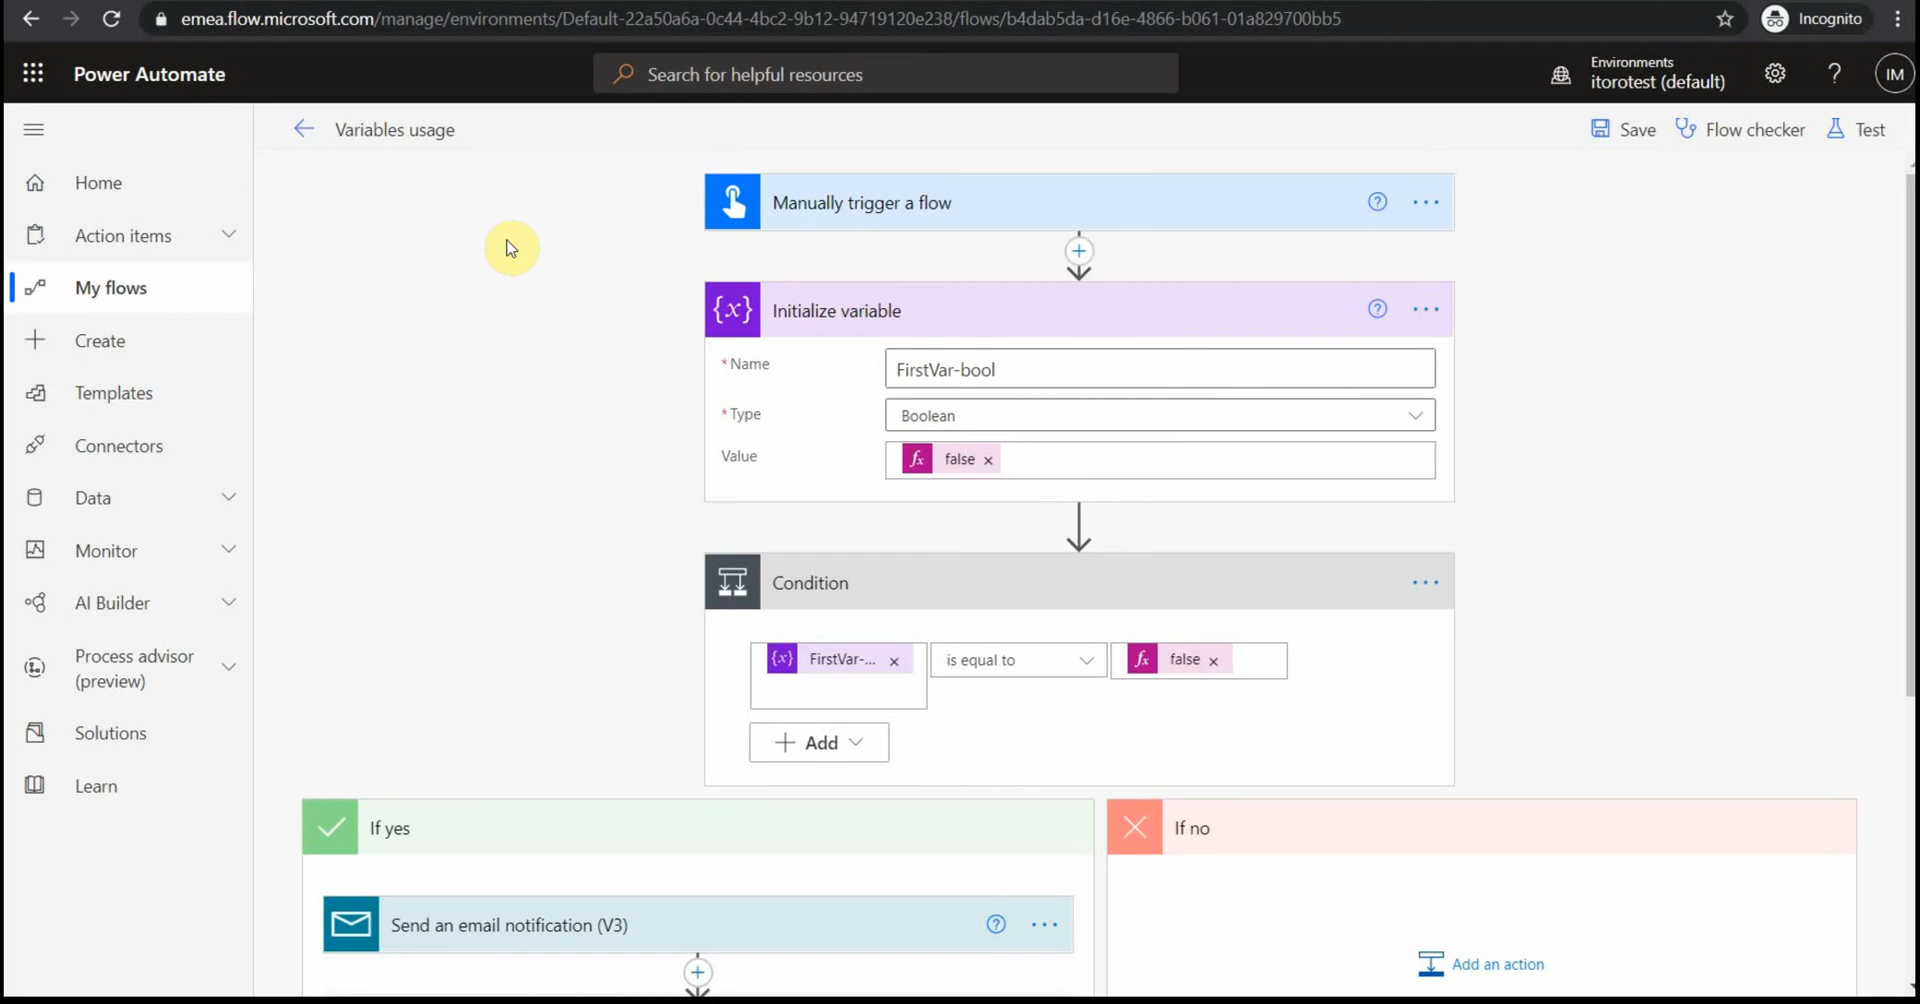 emea.flow.microsoft.com/manage/environments/Default-22a50a6a-0c44-4bc2-9b12-94719120e238/flows/b4dab5da-d16e-4866-b061-01a829700bb5
Incognito
Power Automate
Search for helpful resources
Environments
itorotest (default)
?
IM
Variables usage
Save
Flow checker
Test
Home
Action items
My flows
Create
Templates
Connectors
Data
Monitor
AI Builder
Process advisor
(preview)
Solutions
Learn
Manually trigger a flow
?
{x} Initialize variable
?
* Name
FirstVar-bool
* Type
Boolean
Value
fx false ×
Condition
{x} FirstVar-... ×
is equal to
fx false ×
+ Add
If yes
If no
Send an email notification (V3)
?
Add an action